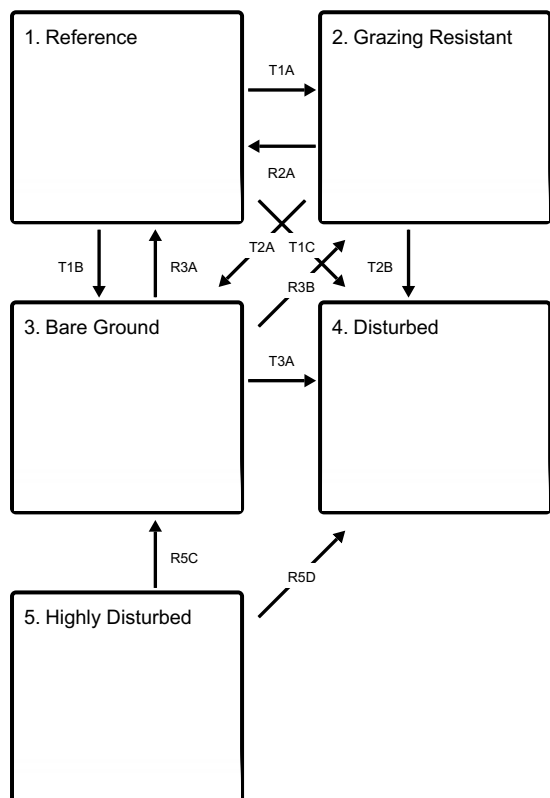 1. Reference
2. Grazing Resistant
T1A
R2A
T1B
R3A
T2A
T1C
R3B
T2B
3. Bare Ground
4. Disturbed
T3A
R5C
R5D
5. Highly Disturbed